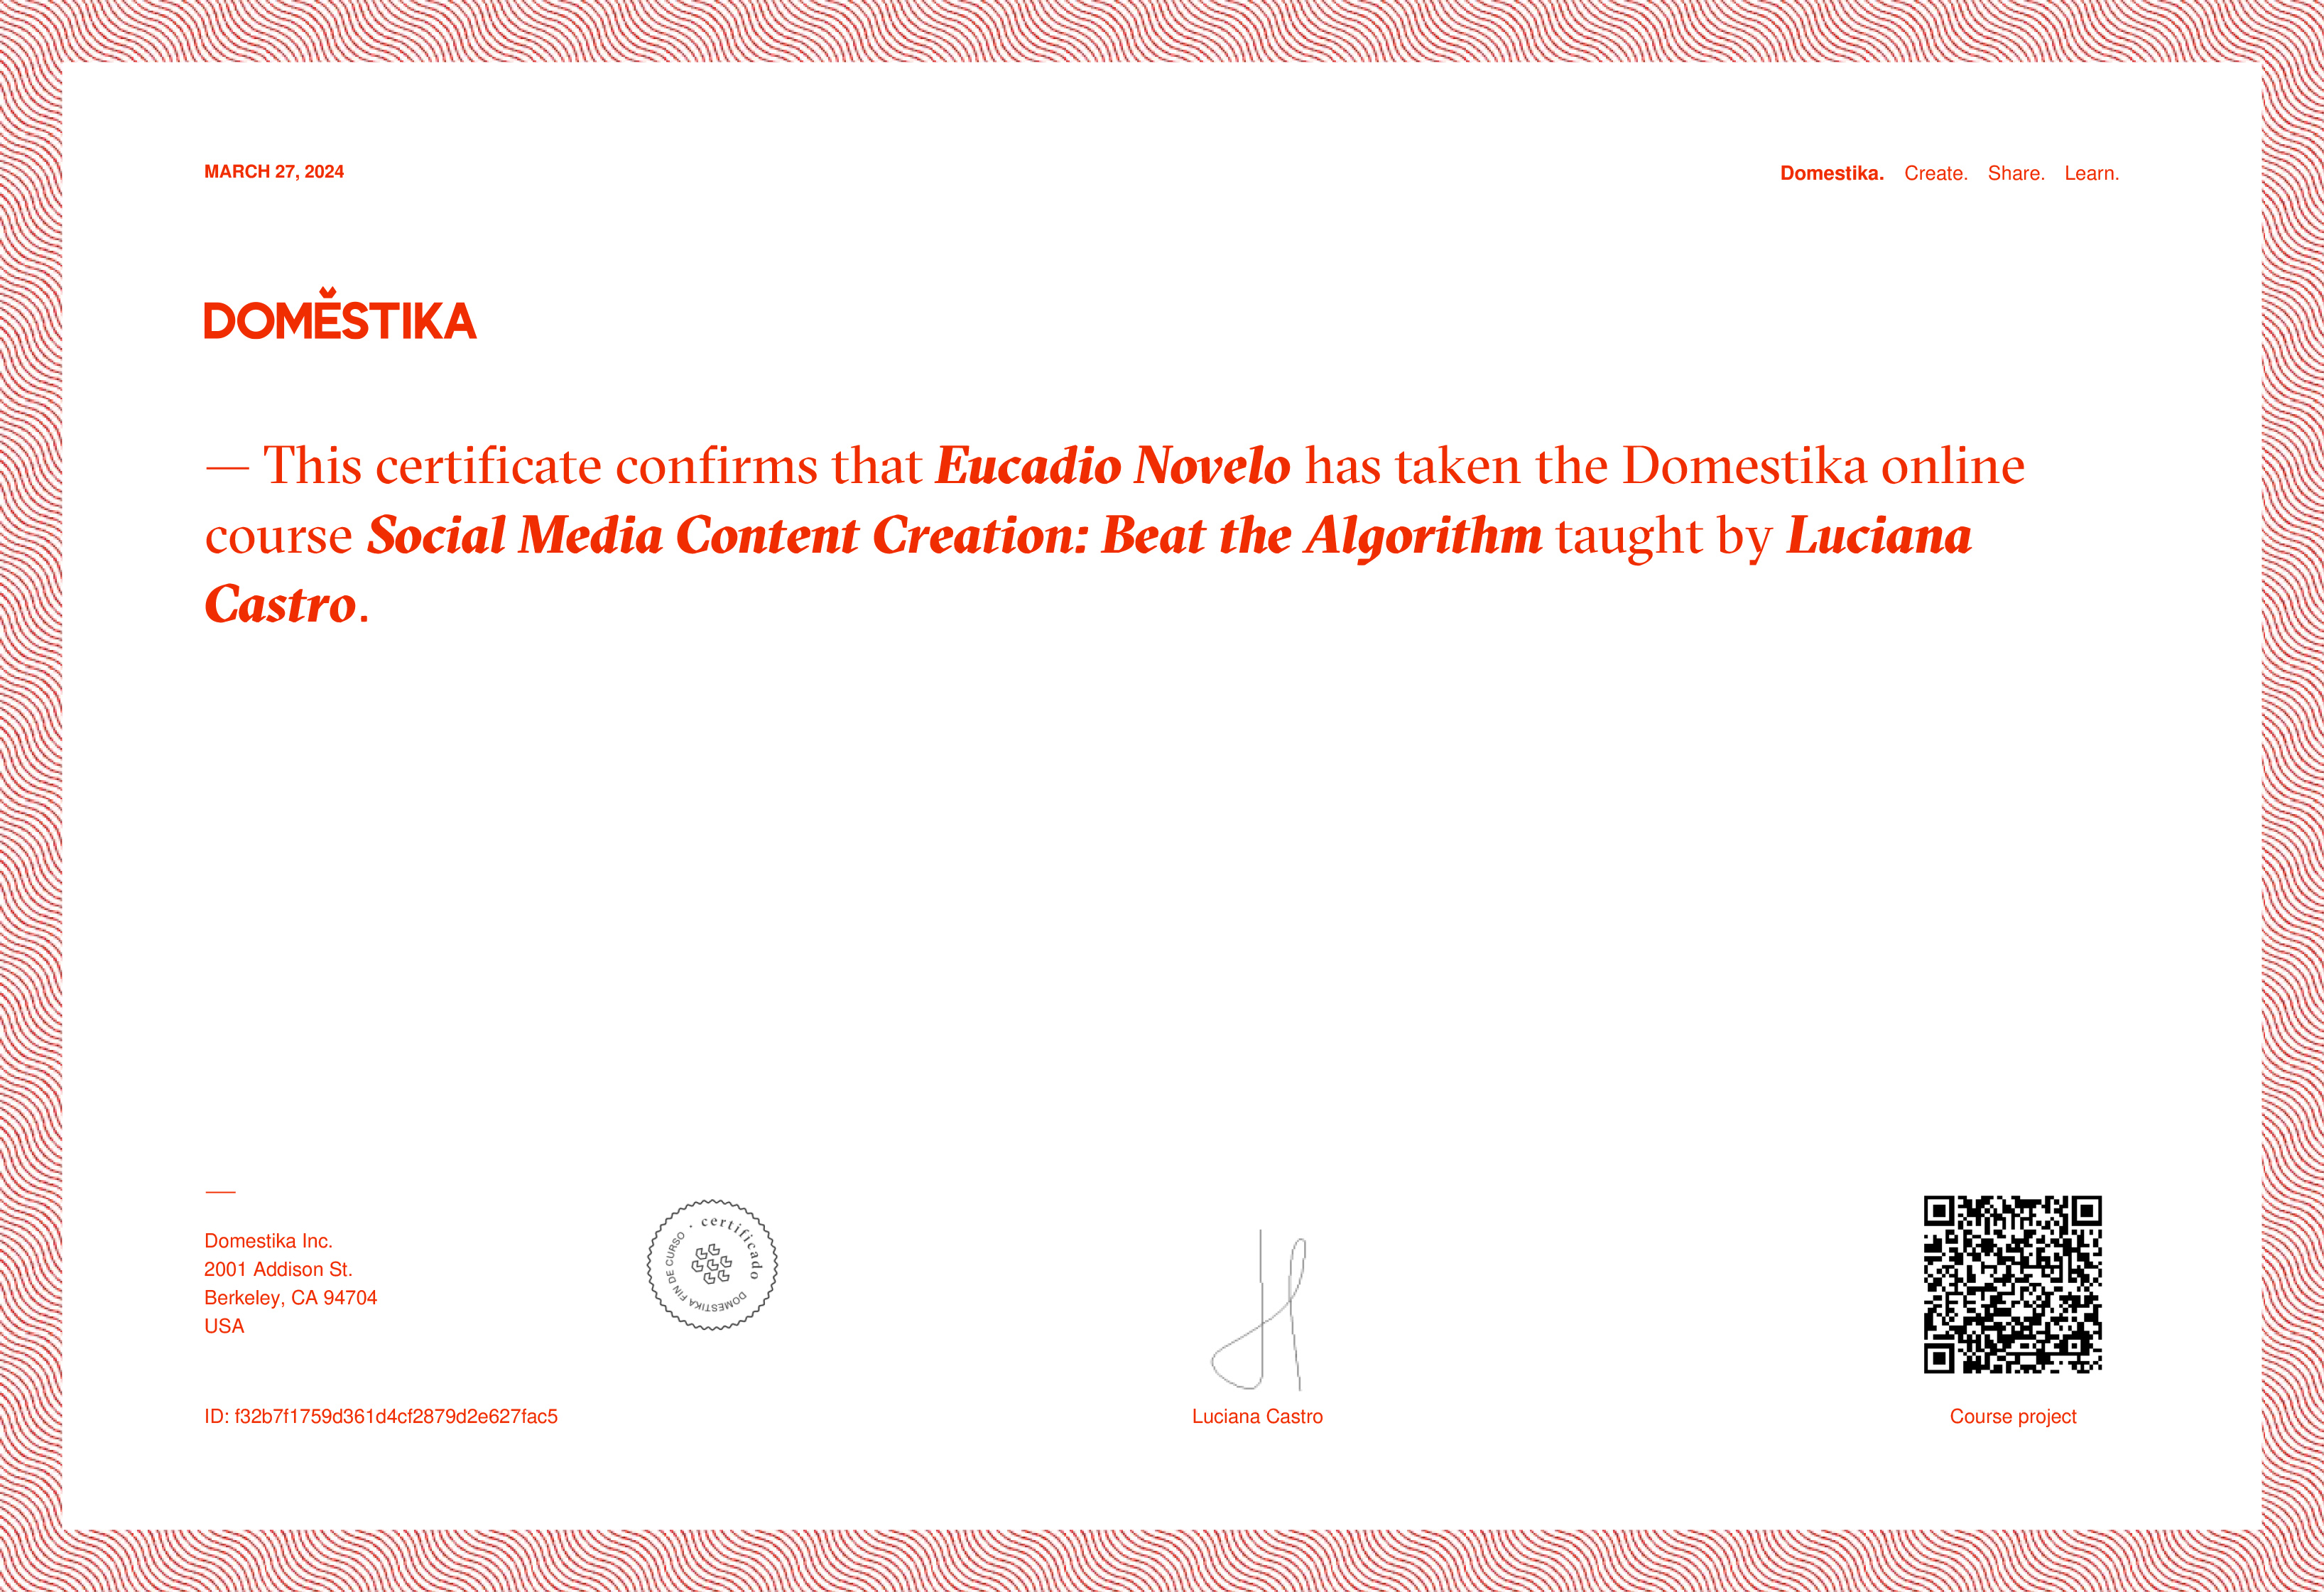 MARCH 27, 2024
Domestika. Create. Share. Learn.
DOMĚSTIKA
— This certificate confirms that Eucadio Novelo has taken the Domestika online
course Social Media Content Creation: Beat the Algorithm taught by Luciana
Castro.
—
Domestika Inc.
2001 Addison St.
Berkeley, CA 94704
USA
certificado · DOMESTIKA FIN DE CURSO
ID: f32b7f1759d361d4cf2879d2e627fac5
Luciana Castro
Course project